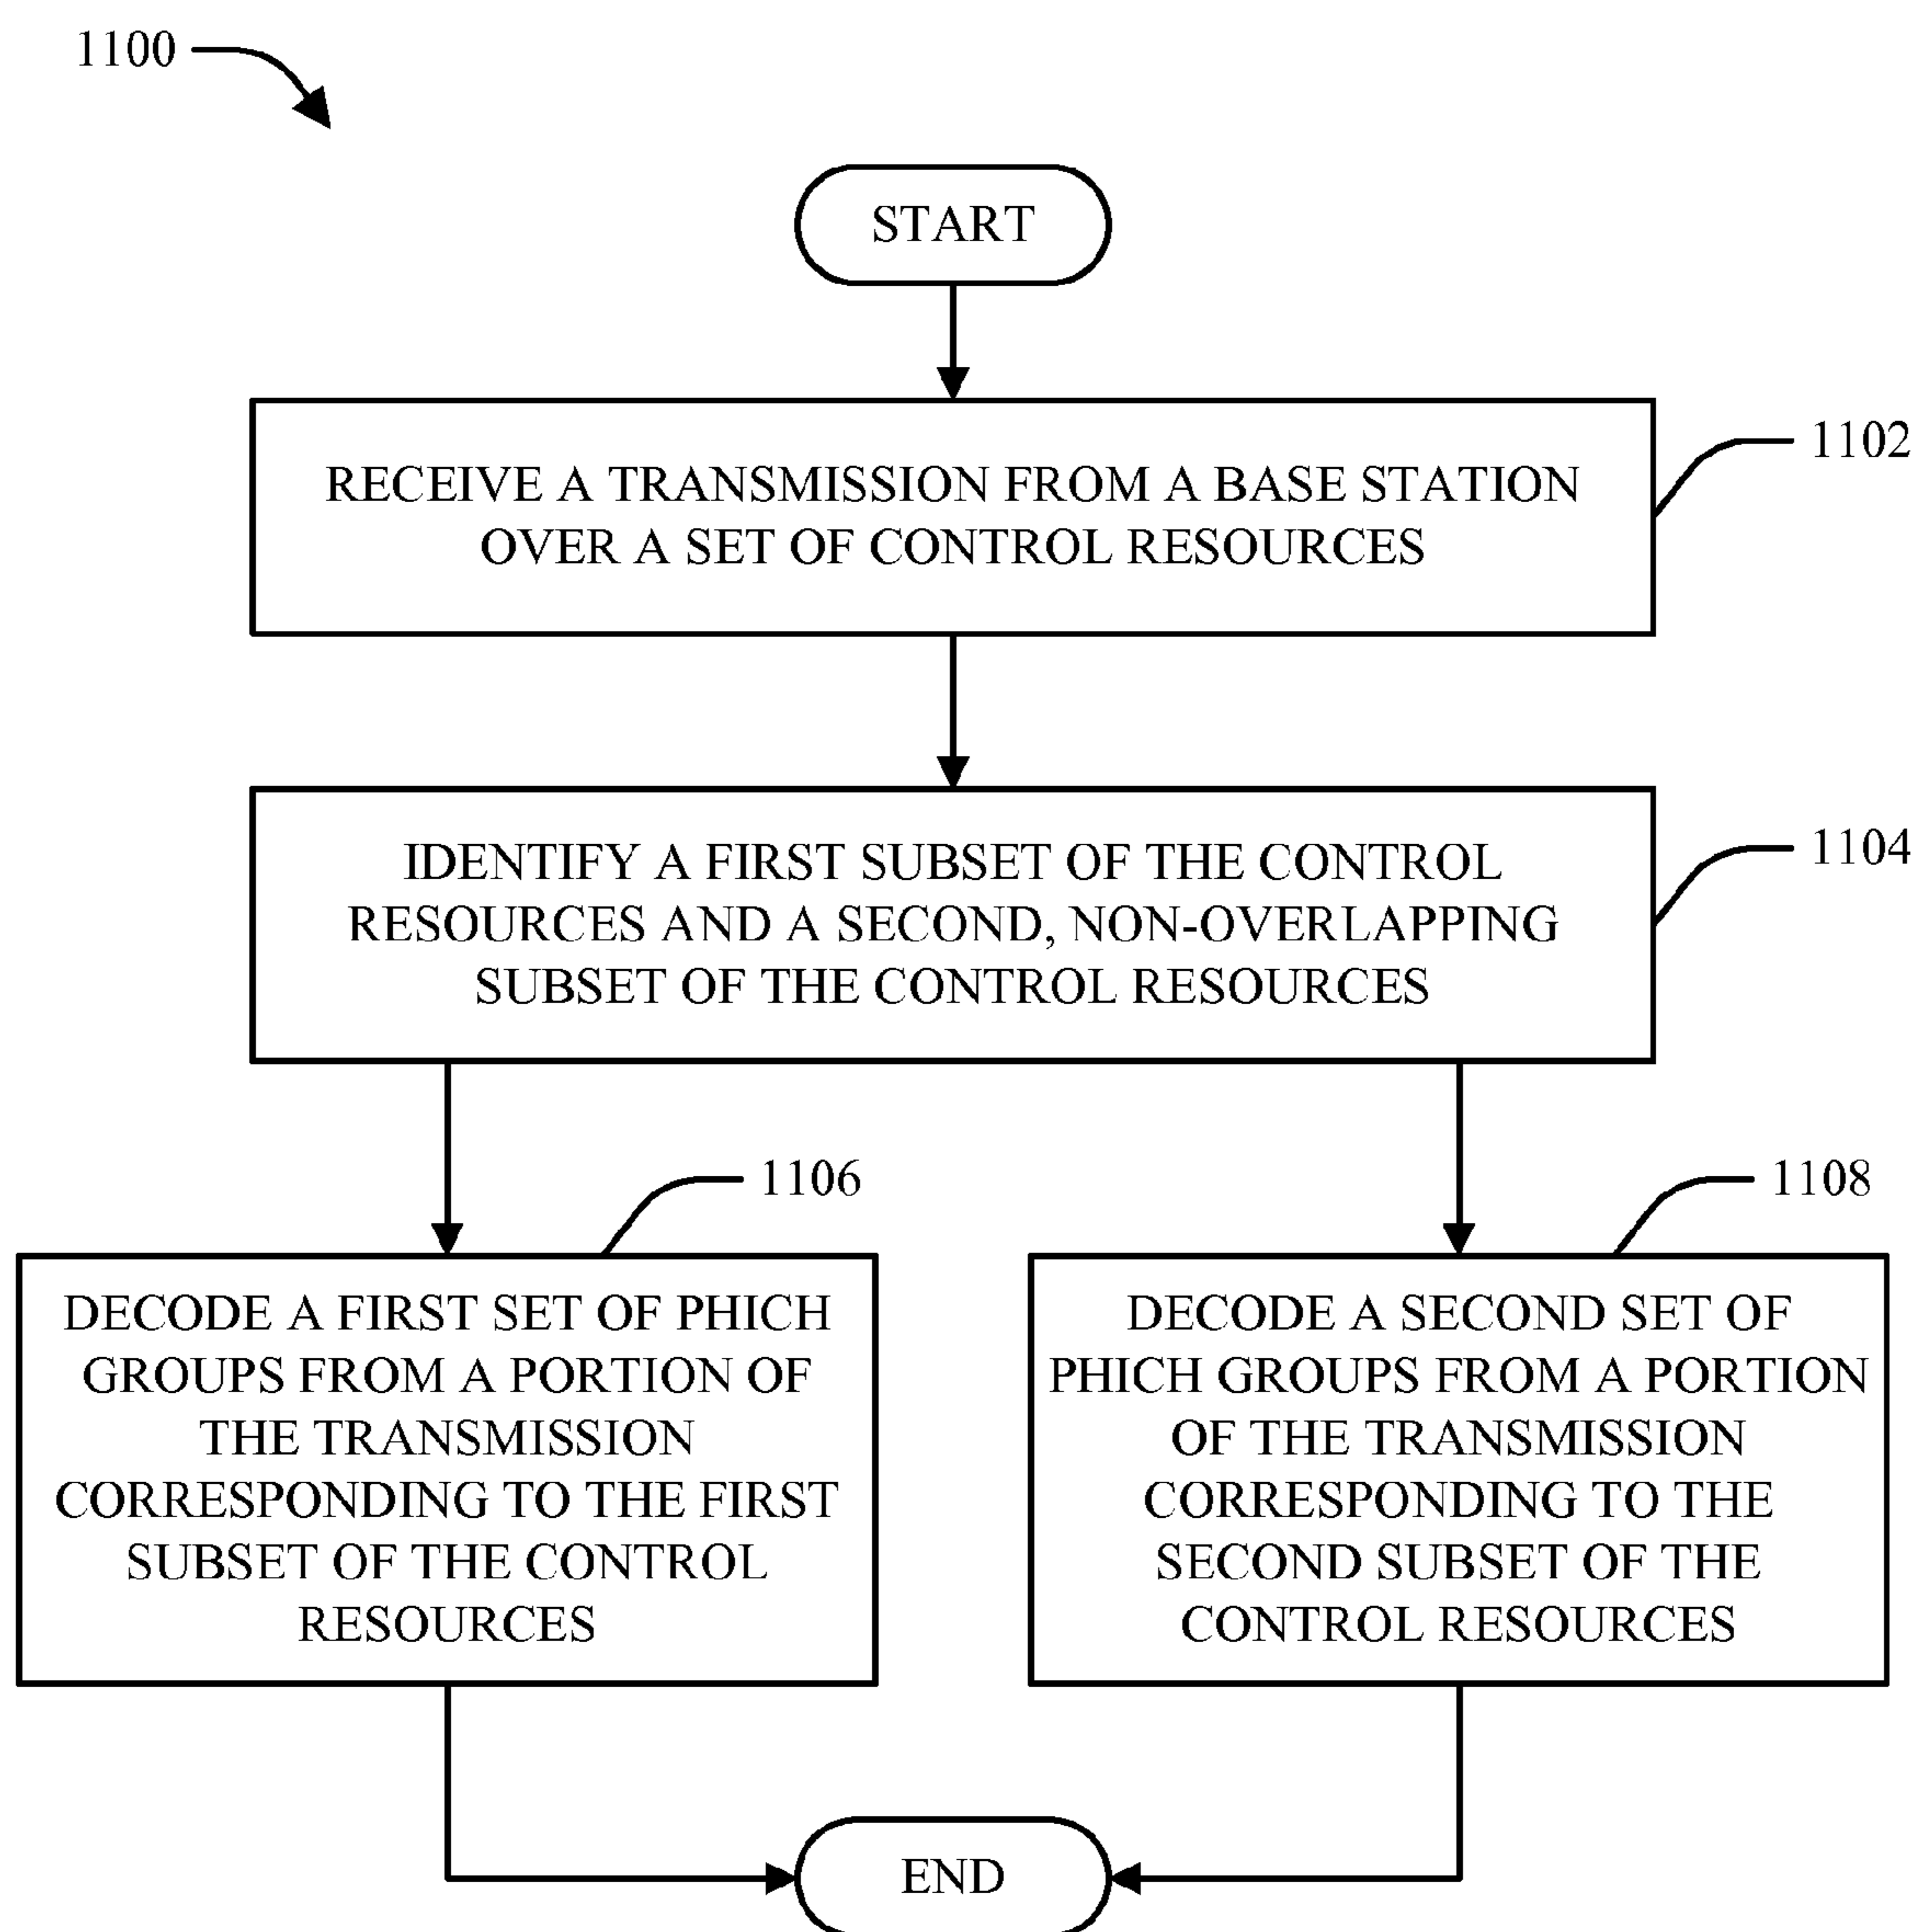 1100
START
RECEIVE A TRANSMISSION FROM A BASE STATION
OVER A SET OF CONTROL RESOURCES
1102
IDENTIFY A FIRST SUBSET OF THE CONTROL
RESOURCES AND A SECOND, NON-OVERLAPPING
SUBSET OF THE CONTROL RESOURCES
1104
1106
DECODE A FIRST SET OF PHICH
GROUPS FROM A PORTION OF
THE TRANSMISSION
CORRESPONDING TO THE FIRST
SUBSET OF THE CONTROL
RESOURCES
1108
DECODE A SECOND SET OF
PHICH GROUPS FROM A PORTION
OF THE TRANSMISSION
CORRESPONDING TO THE
SECOND SUBSET OF THE
CONTROL RESOURCES
END